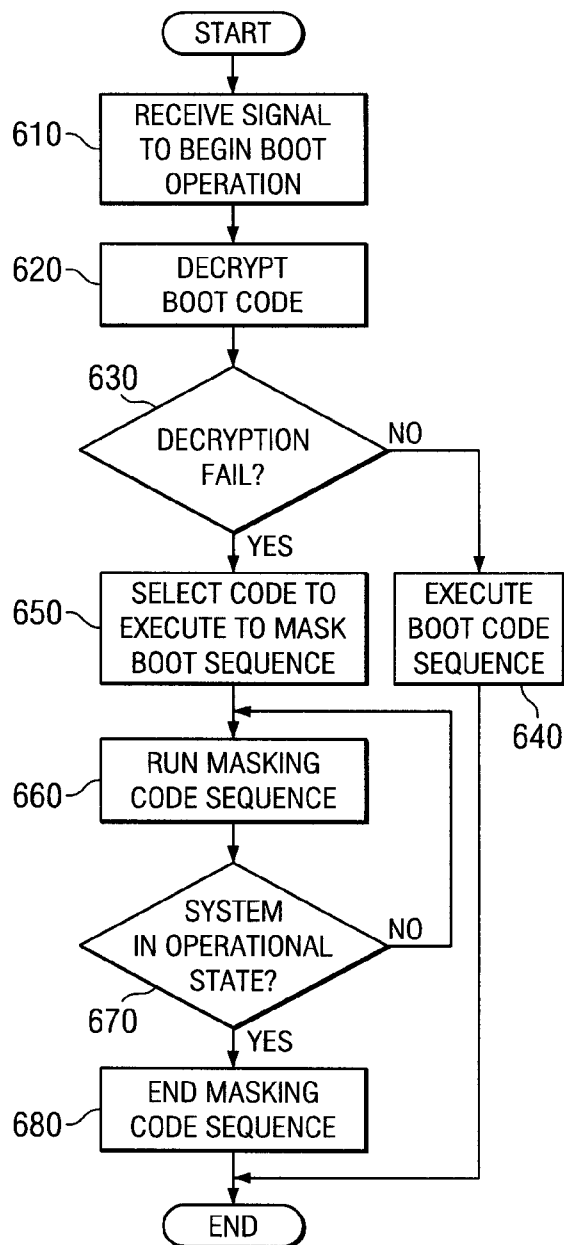 START
610
RECEIVE SIGNAL
TO BEGIN BOOT
OPERATION
620
DECRYPT
BOOT CODE
630
DECRYPTION
FAIL?
NO
YES
650
SELECT CODE TO
EXECUTE TO MASK
BOOT SEQUENCE
EXECUTE
BOOT CODE
SEQUENCE
640
660
RUN MASKING
CODE SEQUENCE
SYSTEM
IN OPERATIONAL
STATE?
NO
670
YES
680
END MASKING
CODE SEQUENCE
END